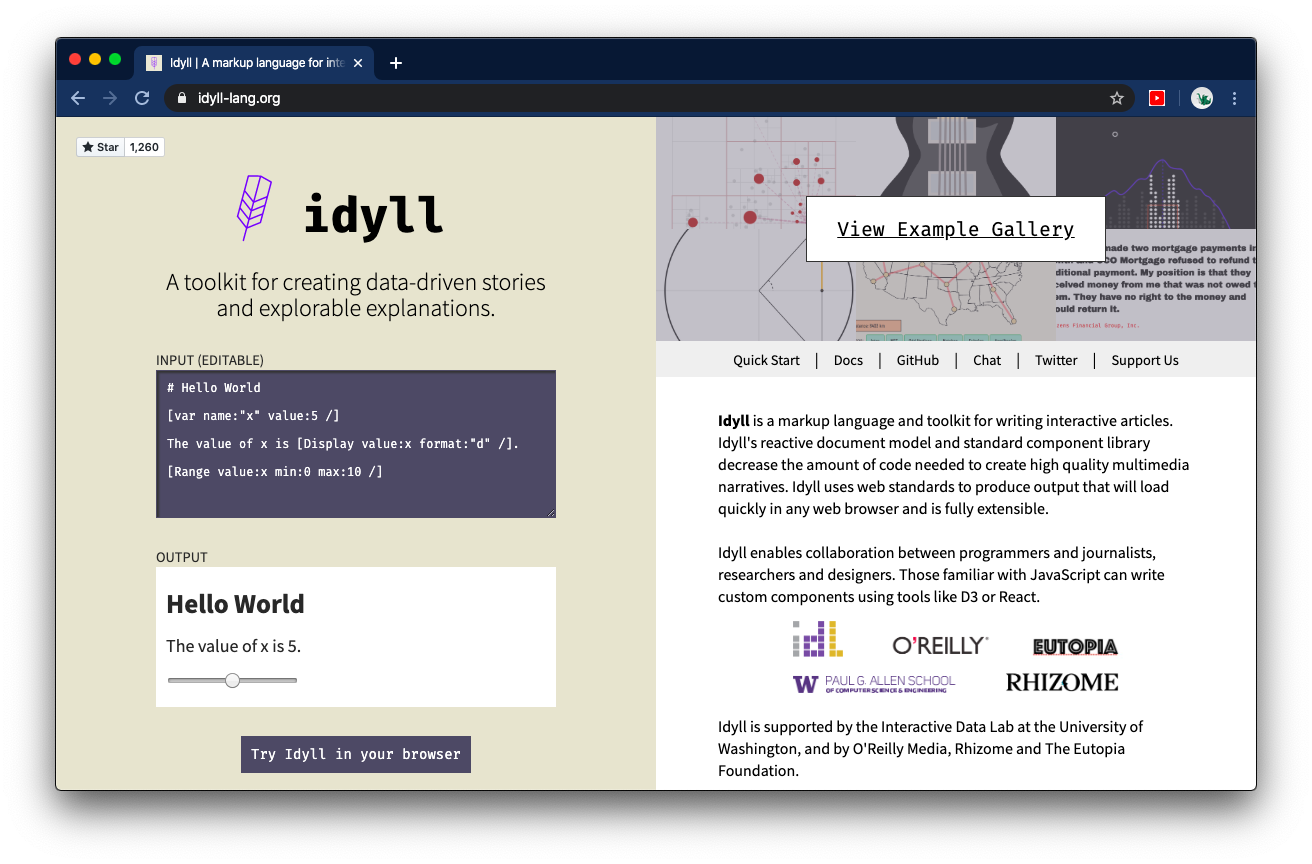 Idyll | A markup language for inte
idyll-lang.org
Star 1,260
idyll
A toolkit for creating data-driven stories
and explorable explanations.
INPUT (EDITABLE)
# Hello World
[var name:"x" value:5 /]
The value of x is [Display value:x format:"d" /].
[Range value:x min:0 max:10 /]
OUTPUT
Hello World
The value of x is 5.
Try Idyll in your browser
View Example Gallery
made two mortgage payments in
CO Mortgage refused to refund t
ditional payment. My position is that they
ceived money from me that was not owed t
om. They have no right to the money and
ould return it.
zens Financial Group, Inc.
Quick Start | Docs | GitHub | Chat | Twitter | Support Us
Idyll is a markup language and toolkit for writing interactive articles.
Idyll's reactive document model and standard component library
decrease the amount of code needed to create high quality multimedia
narratives. Idyll uses web standards to produce output that will load
quickly in any web browser and is fully extensible.
Idyll enables collaboration between programmers and journalists,
researchers and designers. Those familiar with JavaScript can write
custom components using tools like D3 or React.
idl
O'REILLY®
EUTOPIA
W PAUL G. ALLEN SCHOOL
OF COMPUTER SCIENCE & ENGINEERING
RHIZOME
Idyll is supported by the Interactive Data Lab at the University of
Washington, and by O'Reilly Media, Rhizome and The Eutopia
Foundation.